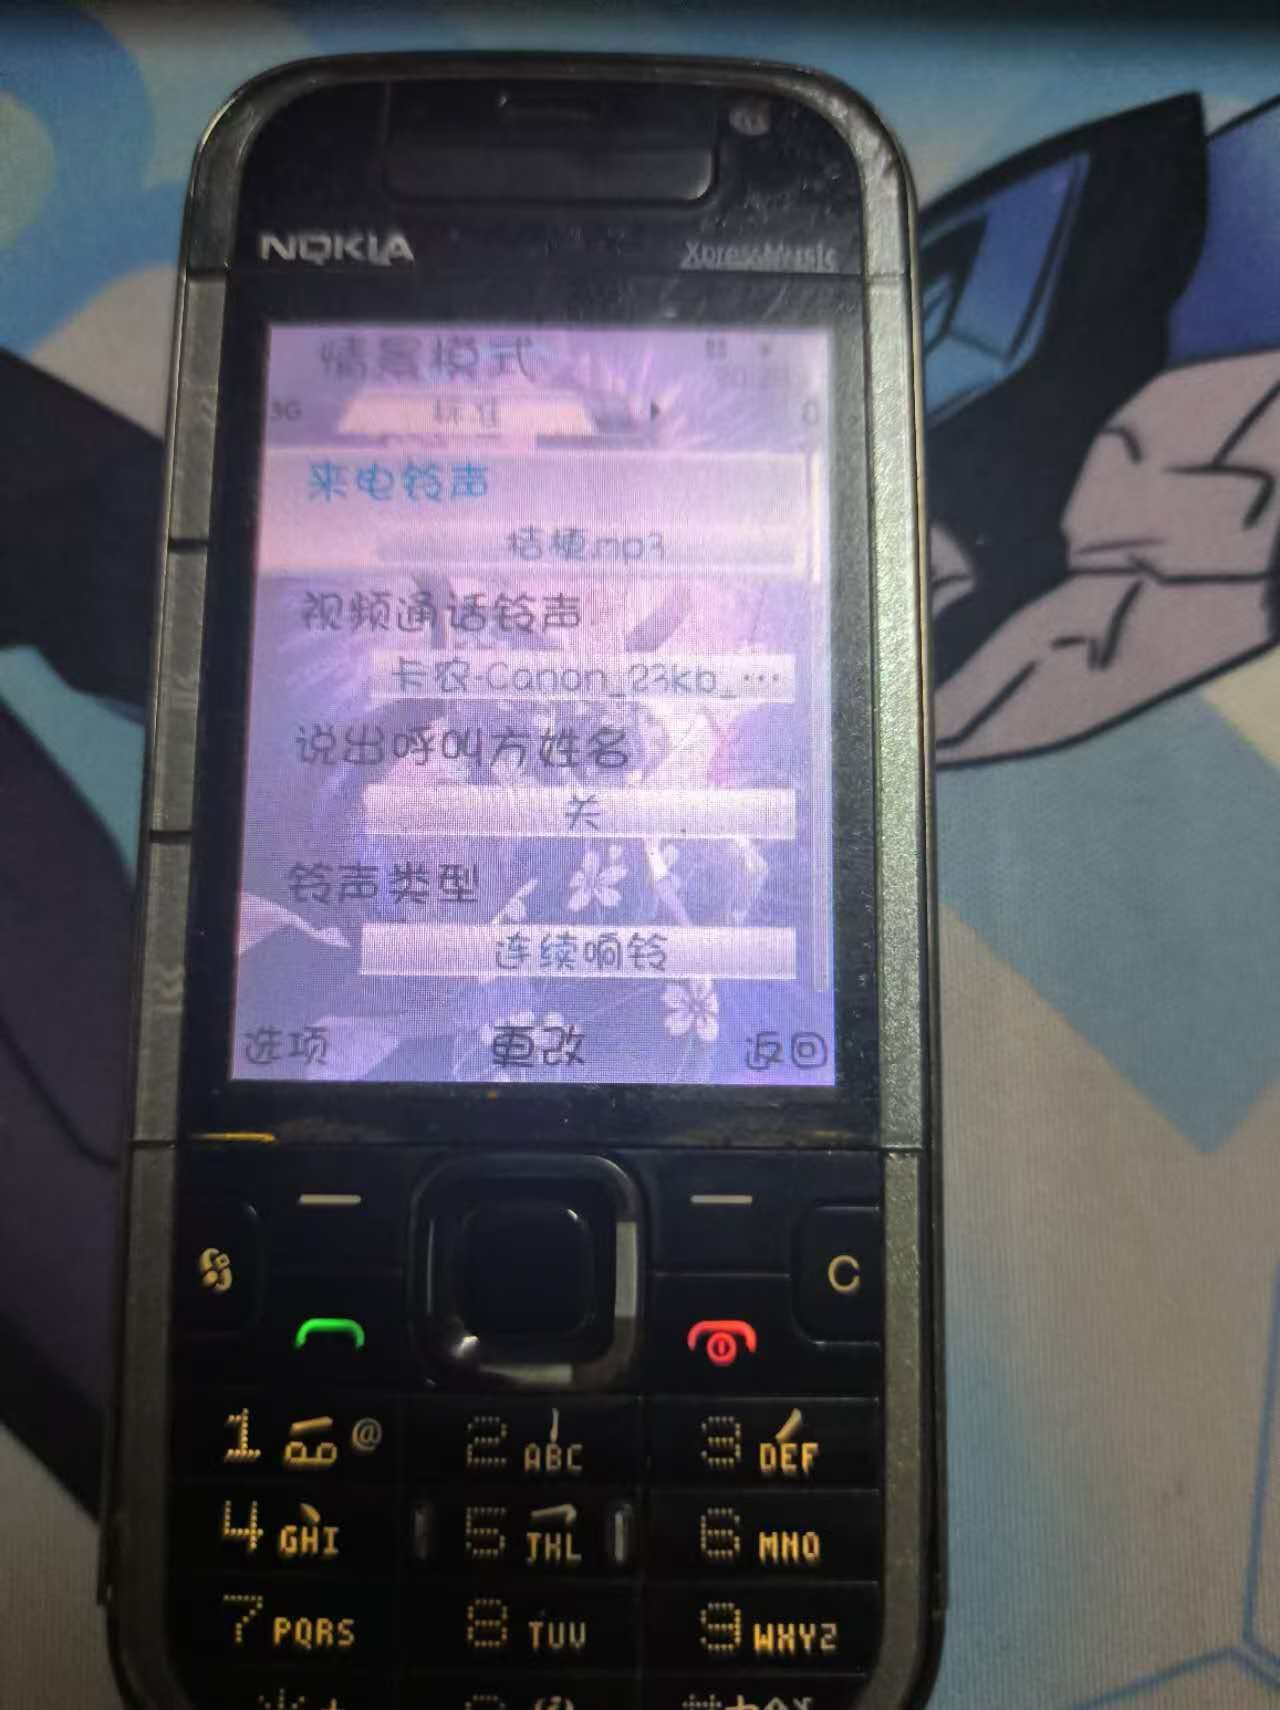 NOKIA
XpressMusic
情景模式
3G 标准
来电铃声
桔梗.mp3
视频通话铃声
卡农-Canon_23kb_…
说出呼叫方姓名
关
铃声类型
连续响铃
选项 更改 返回
C
1 @ 2 ABC 3 DEF
4 GHI 5 JKL 6 MNO
7 PQRS 8 TUV 9 WXYZ